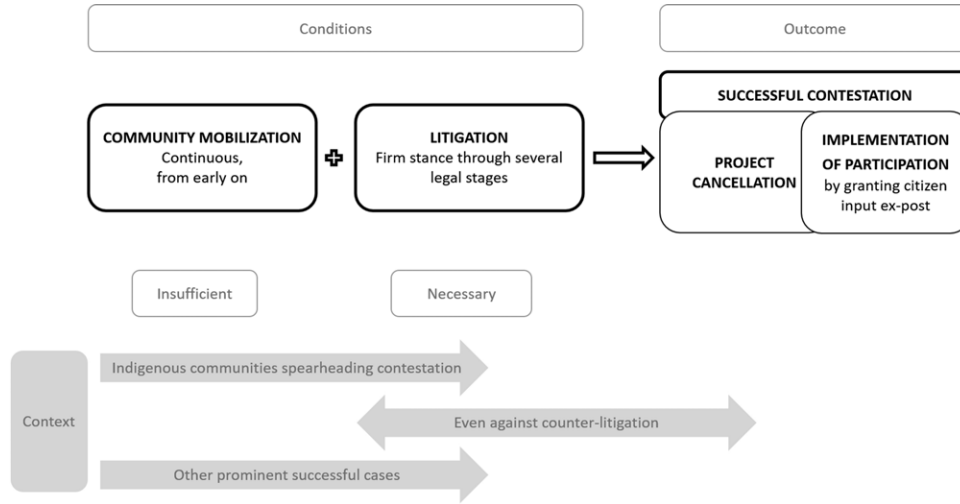 Conditions
Outcome
SUCCESSFUL CONTESTATION
COMMUNITY MOBILIZATION
Continuous,
from early on
LITIGATION
Firm stance through several
legal stages
PROJECT
CANCELLATION
IMPLEMENTATION
OF PARTICIPATION
by granting citizen
input ex-post
Insufficient
Necessary
Context
Indigenous communities spearheading contestation
Even against counter-litigation
Other prominent successful cases